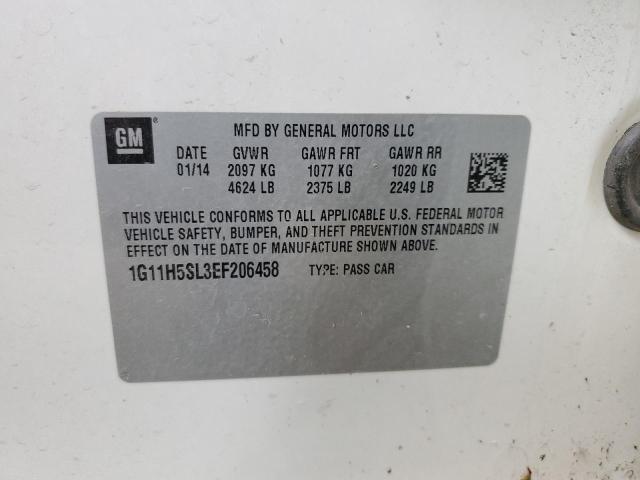 GM®
MFD BY GENERAL MOTORS LLC
DATE GVWR GAWR FRT GAWR RR
01/14 2097 KG 1077 KG 1020 KG
4624 LB 2375 LB 2249 LB
THIS VEHICLE CONFORMS TO ALL APPLICABLE U.S. FEDERAL MOTOR
VEHICLE SAFETY, BUMPER, AND THEFT PREVENTION STANDARDS IN
EFFECT ON THE DATE OF MANUFACTURE SHOWN ABOVE.
1G11H5SL3EF206458 TYPE: PASS CAR